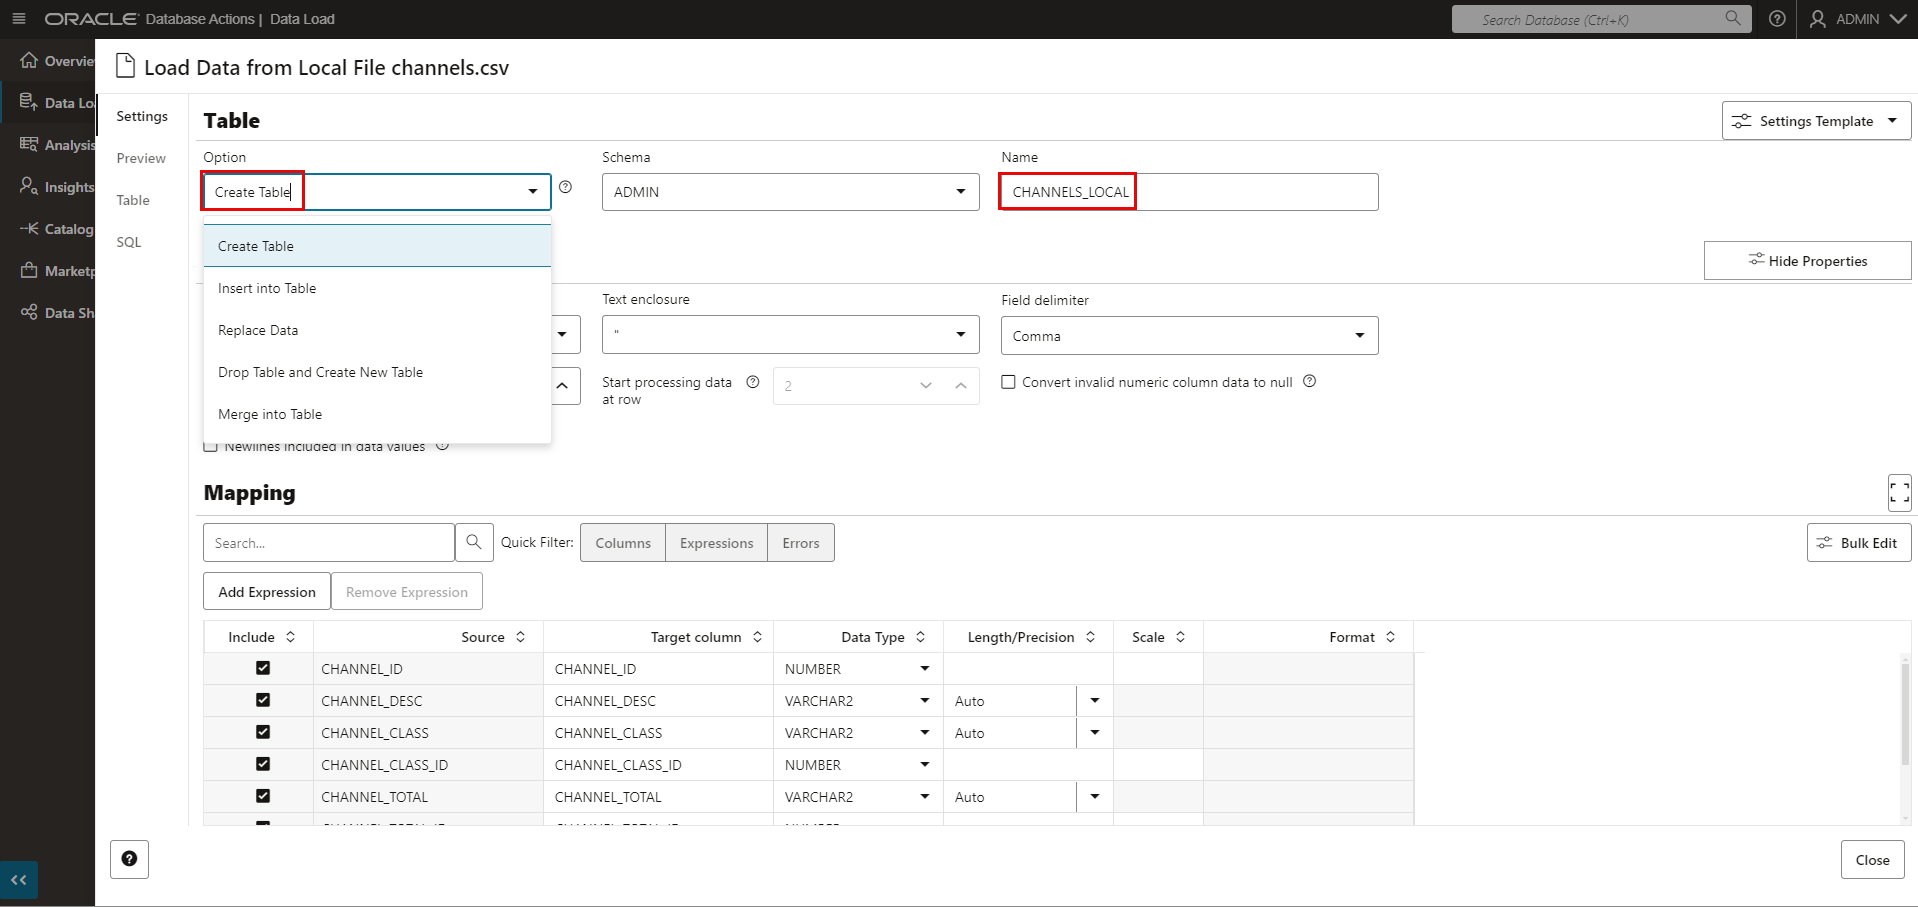 ORACLE Database Actions | Data Load
Search Database (Ctrl+K)
ADMIN
Overvie
Data Lo
Analysis
Insights
Catalog
Marketp
Data Sh
Load Data from Local File channels.csv
Settings
Preview
Table
SQL
Table
Settings Template
Option
Schema
Name
Create Table
ADMIN
CHANNELS_LOCAL
Create Table
Insert into Table
Replace Data
Drop Table and Create New Table
Merge into Table
Hide Properties
Text enclosure
Field delimiter
"
Comma
Start processing data
at row
2
Convert invalid numeric column data to null
Newlines included in data values
Mapping
Search...
Quick Filter:
Columns
Expressions
Errors
Bulk Edit
Add Expression
Remove Expression
Include Source Target column Data Type Length/Precision Scale Format
CHANNEL_ID CHANNEL_ID NUMBER
CHANNEL_DESC CHANNEL_DESC VARCHAR2 Auto
CHANNEL_CLASS CHANNEL_CLASS VARCHAR2 Auto
CHANNEL_CLASS_ID CHANNEL_CLASS_ID NUMBER
CHANNEL_TOTAL CHANNEL_TOTAL VARCHAR2 Auto
Close